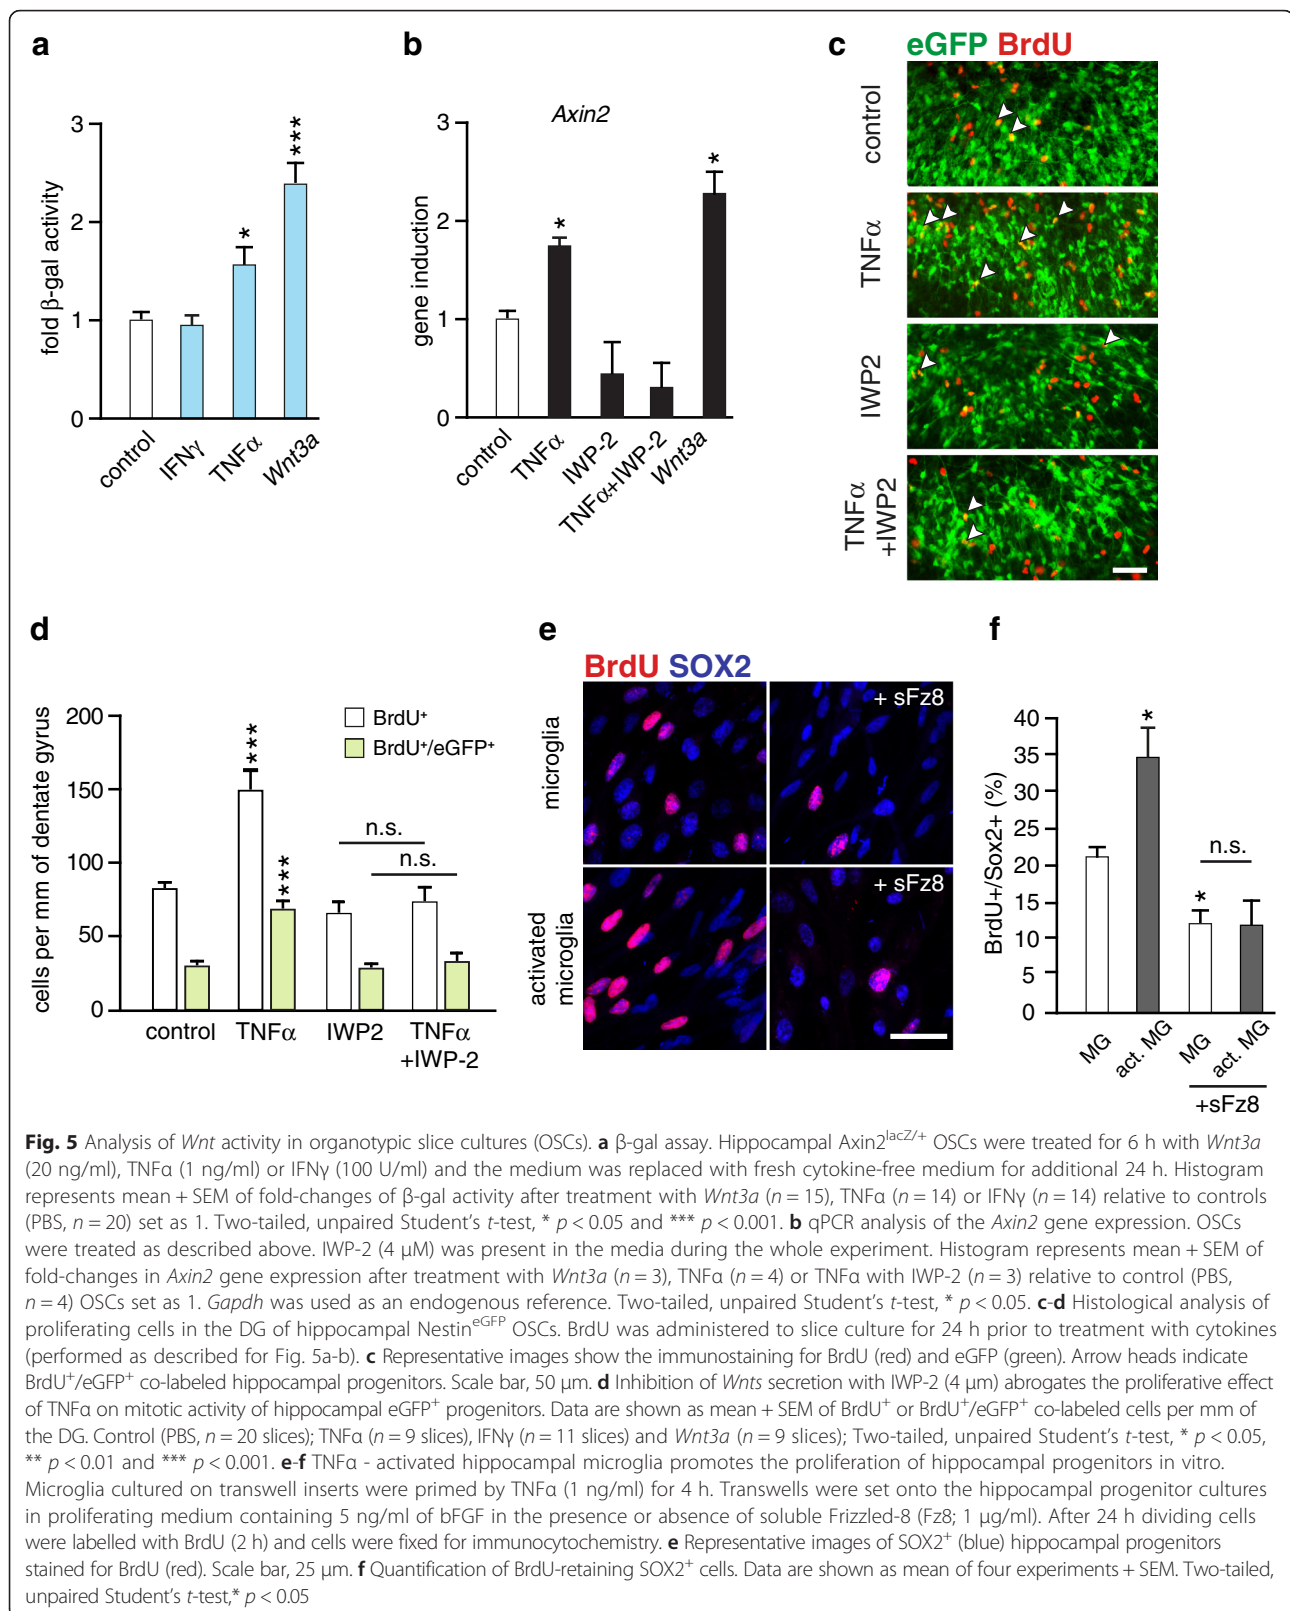 a
fold β-gal activity
3
2
1
0
*
***
control
IFNγ
TNFα
Wnt3a
b
Axin2
gene induction
3
2
1
0
*
*
control
TNFα
IWP-2
TNFα+IWP-2
Wnt3a
c
eGFP BrdU
control
TNFα
IWP2
TNFα
+IWP2
d
cells per mm of dentate gyrus
200
150
100
50
0
BrdU⁺
BrdU⁺/eGFP⁺
***
***
n.s.
n.s.
control
TNFα
IWP2
TNFα
+IWP-2
e
BrdU SOX2
microglia
+ sFz8
activated
microglia
+ sFz8
f
BrdU+/Sox2+ (%)
40
35
30
25
20
15
10
5
0
*
*
n.s.
MG
act. MG
MG
act. MG
+sFz8
Fig. 5 Analysis of Wnt activity in organotypic slice cultures (OSCs). a β-gal assay. Hippocampal Axin2ˡᵃᶜᶻ/⁺ OSCs were treated for 6 h with Wnt3a
(20 ng/ml), TNFα (1 ng/ml) or IFNγ (100 U/ml) and the medium was replaced with fresh cytokine-free medium for additional 24 h. Histogram
represents mean + SEM of fold-changes of β-gal activity after treatment with Wnt3a (n = 15), TNFα (n = 14) or IFNγ (n = 14) relative to controls
(PBS, n = 20) set as 1. Two-tailed, unpaired Student's t-test, * p < 0.05 and *** p < 0.001. b qPCR analysis of the Axin2 gene expression. OSCs
were treated as described above. IWP-2 (4 μM) was present in the media during the whole experiment. Histogram represents mean + SEM of
fold-changes in Axin2 gene expression after treatment with Wnt3a (n = 3), TNFα (n = 4) or TNFα with IWP-2 (n = 3) relative to control (PBS,
n = 4) OSCs set as 1. Gapdh was used as an endogenous reference. Two-tailed, unpaired Student's t-test, * p < 0.05. c-d Histological analysis of
proliferating cells in the DG of hippocampal Nestinᵉᴳᶠᴾ OSCs. BrdU was administered to slice culture for 24 h prior to treatment with cytokines
(performed as described for Fig. 5a-b). c Representative images show the immunostaining for BrdU (red) and eGFP (green). Arrow heads indicate
BrdU⁺/eGFP⁺ co-labeled hippocampal progenitors. Scale bar, 50 μm. d Inhibition of Wnts secretion with IWP-2 (4 μm) abrogates the proliferative effect
of TNFα on mitotic activity of hippocampal eGFP⁺ progenitors. Data are shown as mean + SEM of BrdU⁺ or BrdU⁺/eGFP⁺ co-labeled cells per mm of
the DG. Control (PBS, n = 20 slices); TNFα (n = 9 slices), IFNγ (n = 11 slices) and Wnt3a (n = 9 slices); Two-tailed, unpaired Student's t-test, * p < 0.05,
** p < 0.01 and *** p < 0.001. e-f TNFα - activated hippocampal microglia promotes the proliferation of hippocampal progenitors in vitro.
Microglia cultured on transwell inserts were primed by TNFα (1 ng/ml) for 4 h. Transwells were set onto the hippocampal progenitor cultures
in proliferating medium containing 5 ng/ml of bFGF in the presence or absence of soluble Frizzled-8 (Fz8; 1 μg/ml). After 24 h dividing cells
were labelled with BrdU (2 h) and cells were fixed for immunocytochemistry. e Representative images of SOX2⁺ (blue) hippocampal progenitors
stained for BrdU (red). Scale bar, 25 μm. f Quantification of BrdU-retaining SOX2⁺ cells. Data are shown as mean of four experiments + SEM. Two-tailed,
unpaired Student's t-test,* p < 0.05